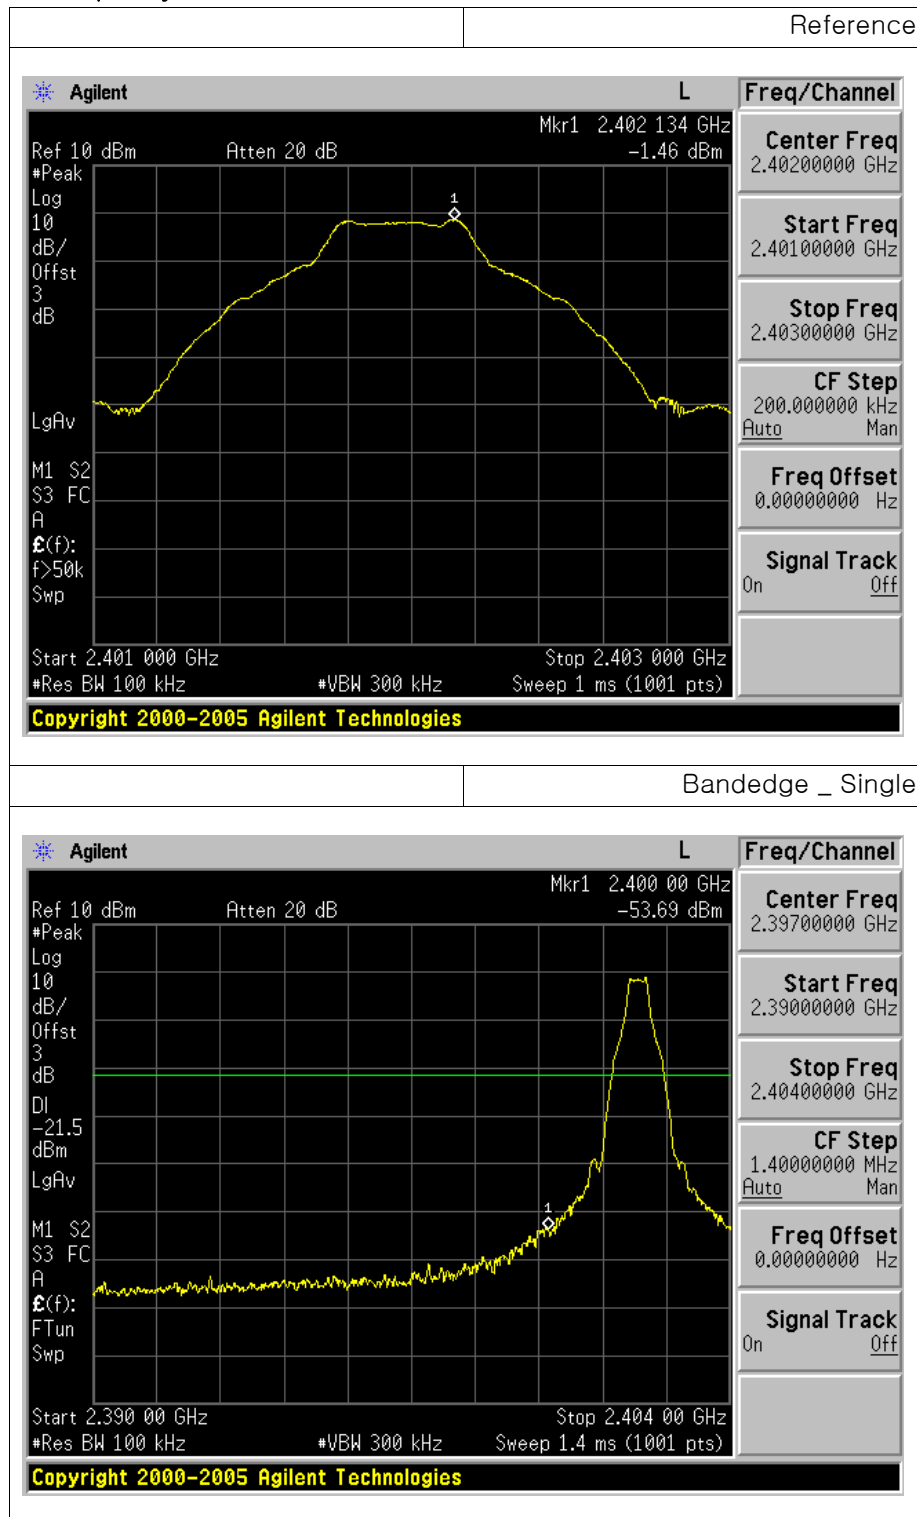 Reference
Agilent L Freq/Channel
Mkr1 2.402 134 GHz
Ref 10 dBm Atten 20 dB -1.46 dBm
#Peak
Log
10
dB/
Offst
3
dB
LgAv
M1 S2
S3 FC
A
£(f):
f>50k
Swp
1
Start 2.401 000 GHz Stop 2.403 000 GHz
#Res BW 100 kHz #VBW 300 kHz Sweep 1 ms (1001 pts)
Center Freq
2.40200000 GHz
Start Freq
2.40100000 GHz
Stop Freq
2.40300000 GHz
CF Step
200.000000 kHz
Auto Man
Freq Offset
0.00000000 Hz
Signal Track
On Off
Copyright 2000-2005 Agilent Technologies
Bandedge _ Single
Agilent L Freq/Channel
Mkr1 2.400 00 GHz
Ref 10 dBm Atten 20 dB -53.69 dBm
#Peak
Log
10
dB/
Offst
3
dB
DI
-21.5
dBm
LgAv
M1 S2
S3 FC
A
£(f):
FTun
Swp
1
Start 2.390 00 GHz Stop 2.404 00 GHz
#Res BW 100 kHz #VBW 300 kHz Sweep 1.4 ms (1001 pts)
Center Freq
2.39700000 GHz
Start Freq
2.39000000 GHz
Stop Freq
2.40400000 GHz
CF Step
1.40000000 MHz
Auto Man
Freq Offset
0.00000000 Hz
Signal Track
On Off
Copyright 2000-2005 Agilent Technologies